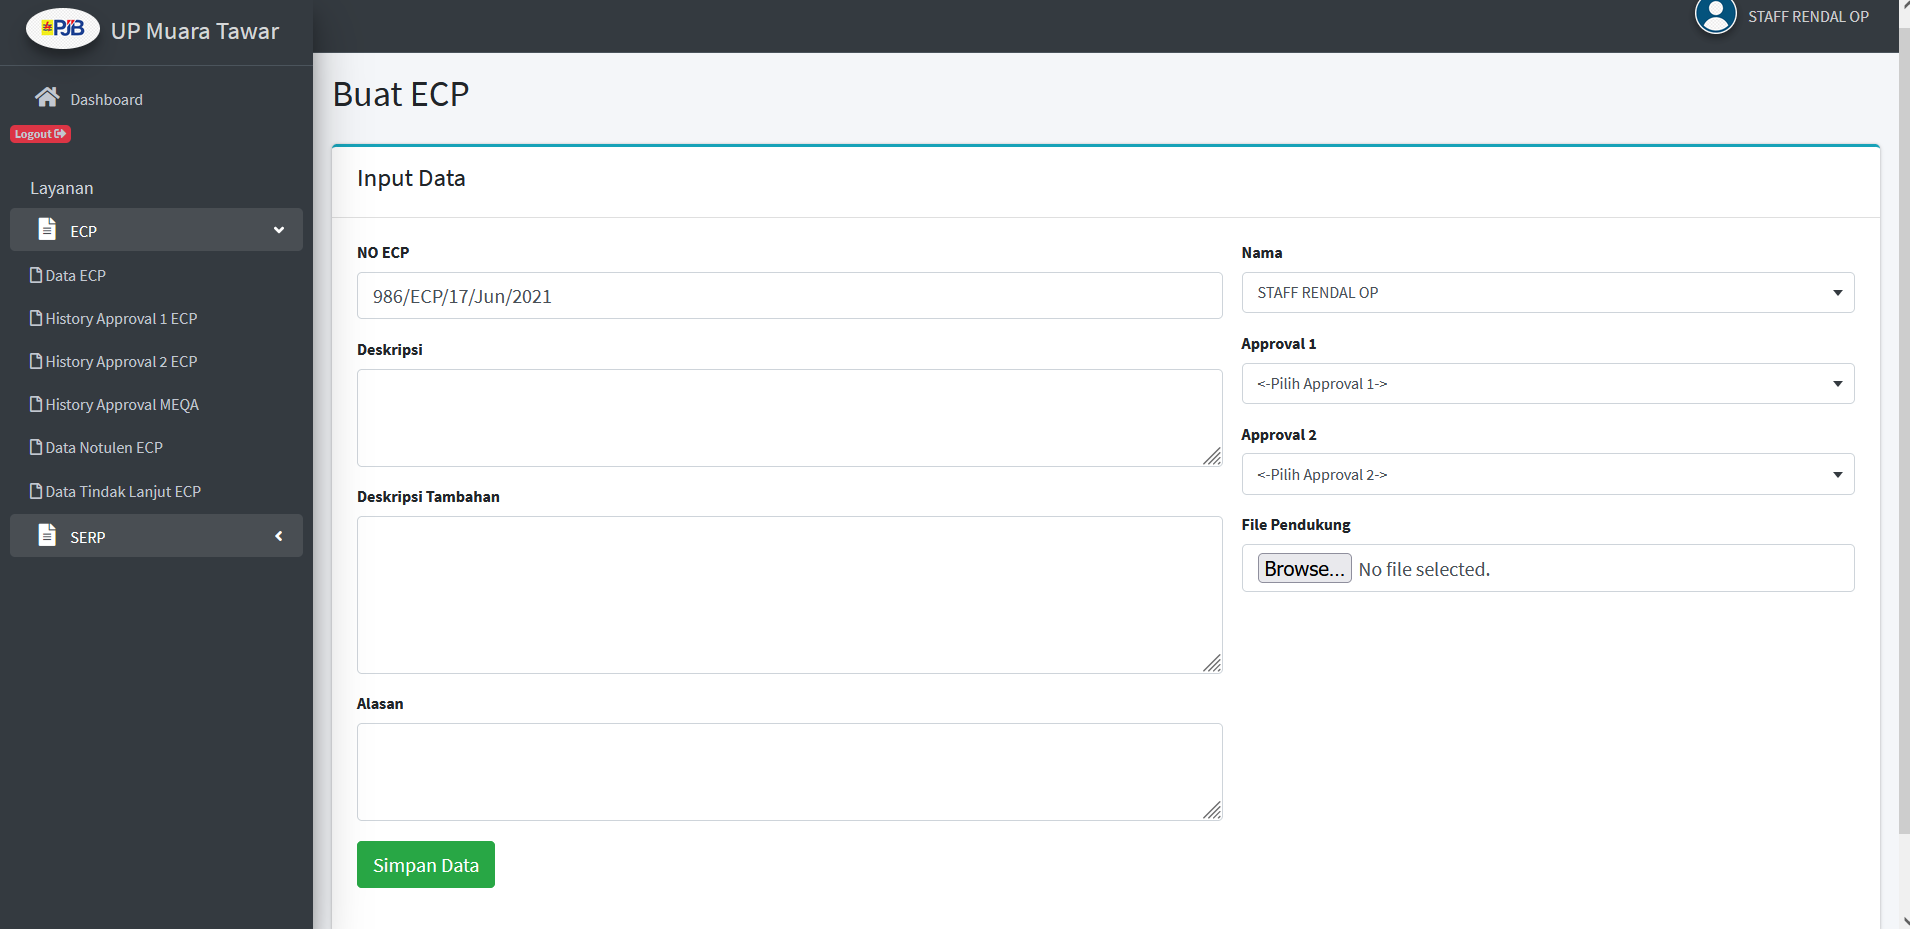 PJB
UP Muara Tawar
STAFF RENDAL OP
Dashboard
Logout
Layanan
ECP
Data ECP
History Approval 1 ECP
History Approval 2 ECP
History Approval MEQA
Data Notulen ECP
Data Tindak Lanjut ECP
SERP
Buat ECP
Input Data
NO ECP
986/ECP/17/Jun/2021
Deskripsi
Deskripsi Tambahan
Alasan
Simpan Data
Nama
STAFF RENDAL OP
Approval 1
<-Pilih Approval 1->
Approval 2
<-Pilih Approval 2->
File Pendukung
Browse... No file selected.